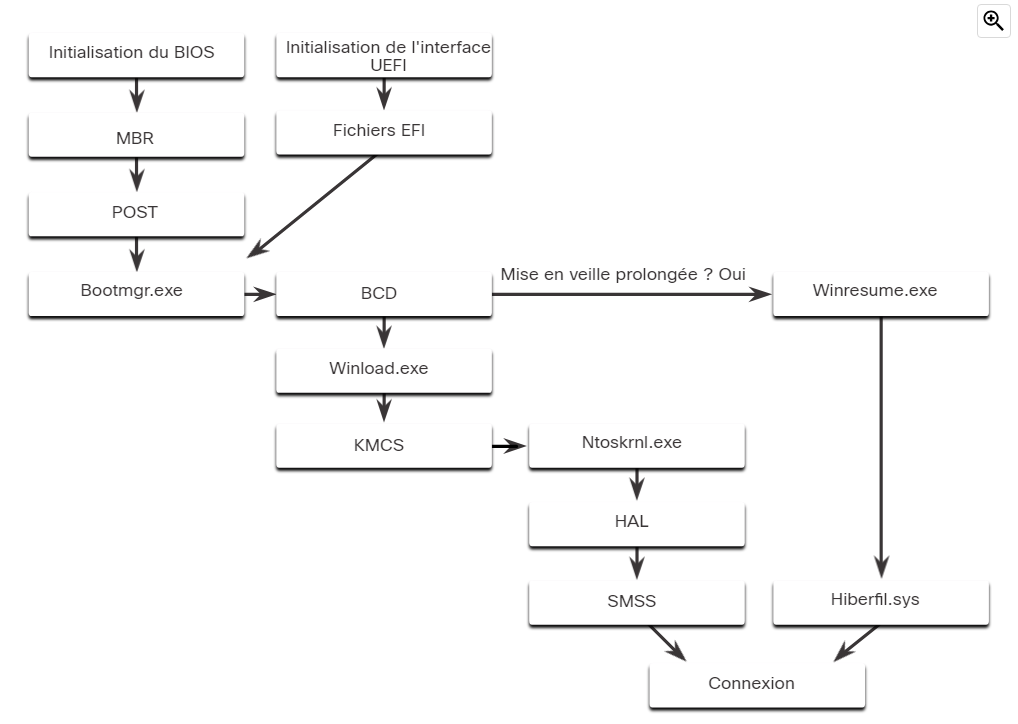 Initialisation du BIOS
Initialisation de l'interface
UEFI
MBR
Fichiers EFI
POST
Bootmgr.exe
BCD
Mise en veille prolongée ? Oui
Winresume.exe
Winload.exe
KMCS
Ntoskrnl.exe
HAL
SMSS
Hiberfil.sys
Connexion